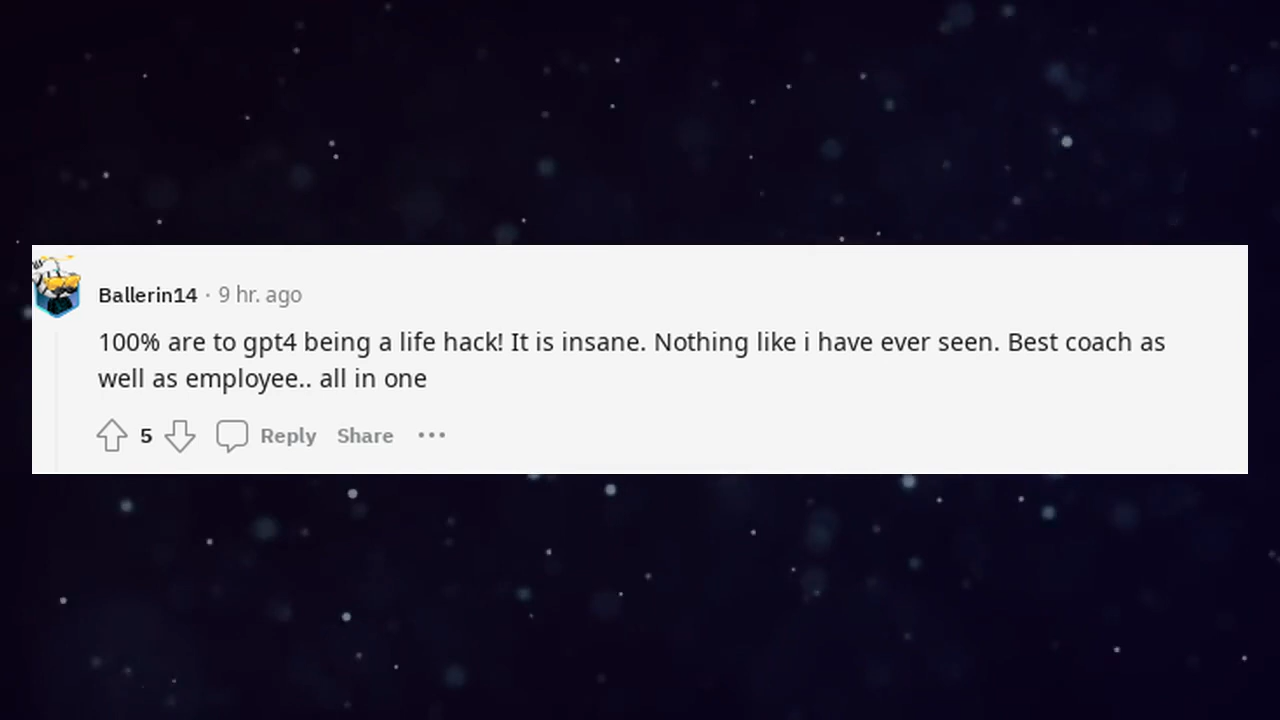 Ballerin14 · 9 hr. ago
100% are to gpt4 being a life hack! It is insane. Nothing like i have ever seen. Best coach as
well as employee.. all in one
5 Reply Share ···